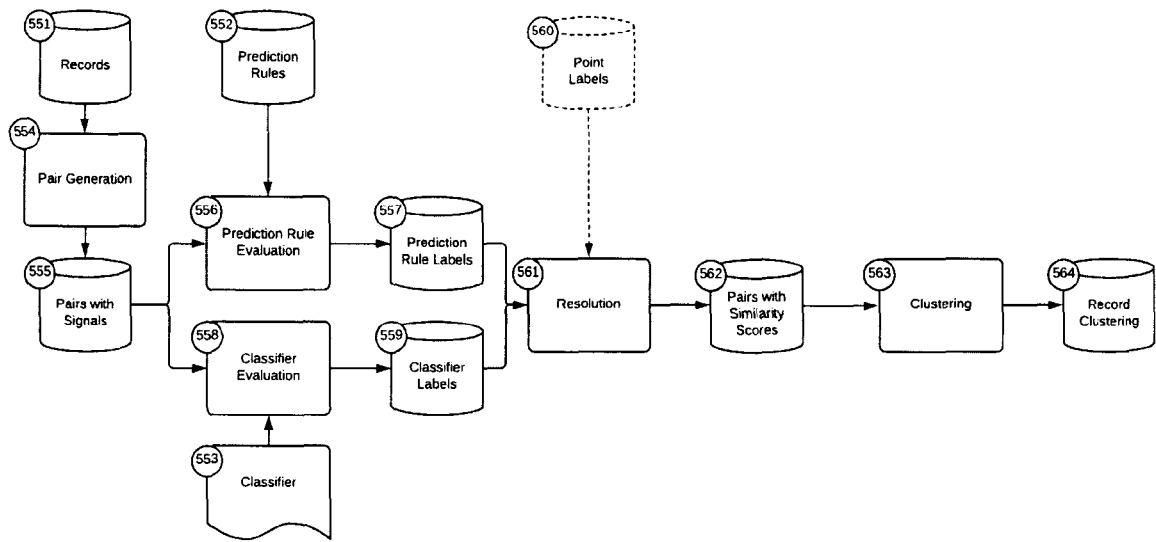 551
Records
552
Prediction
Rules
560
Point
Labels
554
Pair Generation
556
Prediction Rule
Evaluation
557
Prediction
Rule Labels
555
Pairs with
Signals
561
Resolution
562
Pairs with
Similarity
Scores
563
Clustering
564
Record
Clustering
558
Classifier
Evaluation
559
Classifier
Labels
553
Classifier